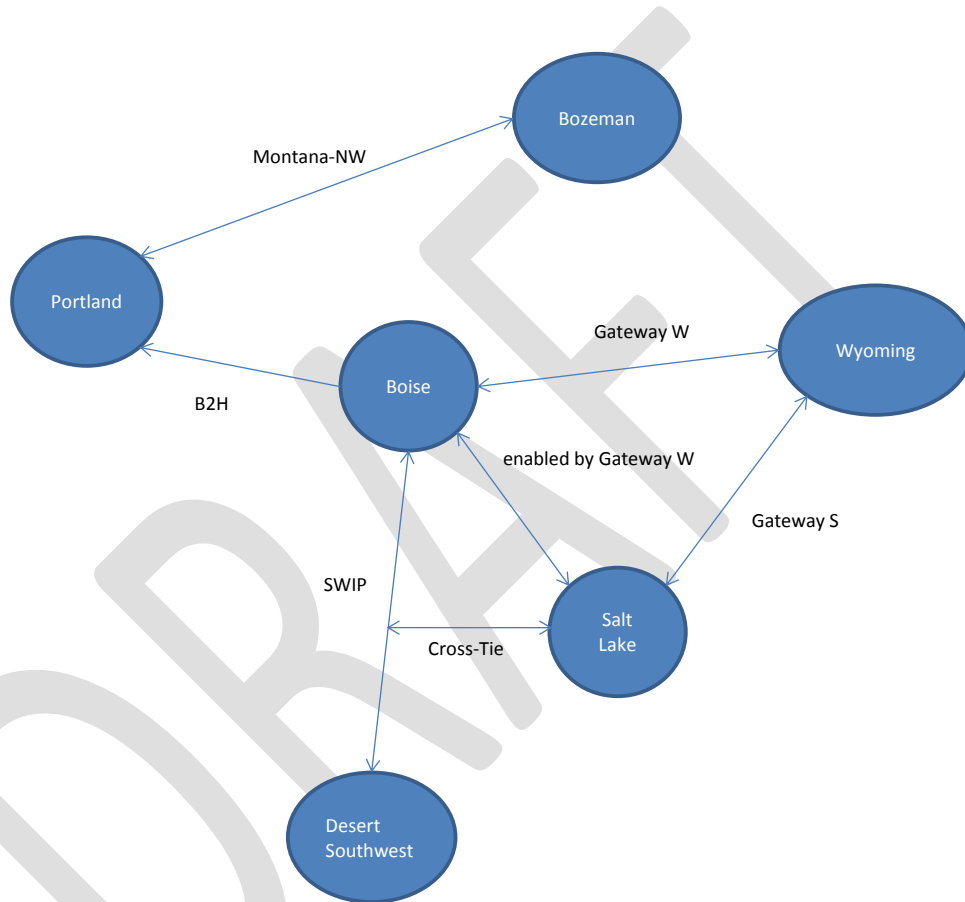 Bozeman
Montana-NW
Portland
Gateway W
Wyoming
Boise
B2H
enabled by Gateway W
Gateway S
SWIP
Salt
Lake
Cross-Tie
Desert
Southwest
DRAFT